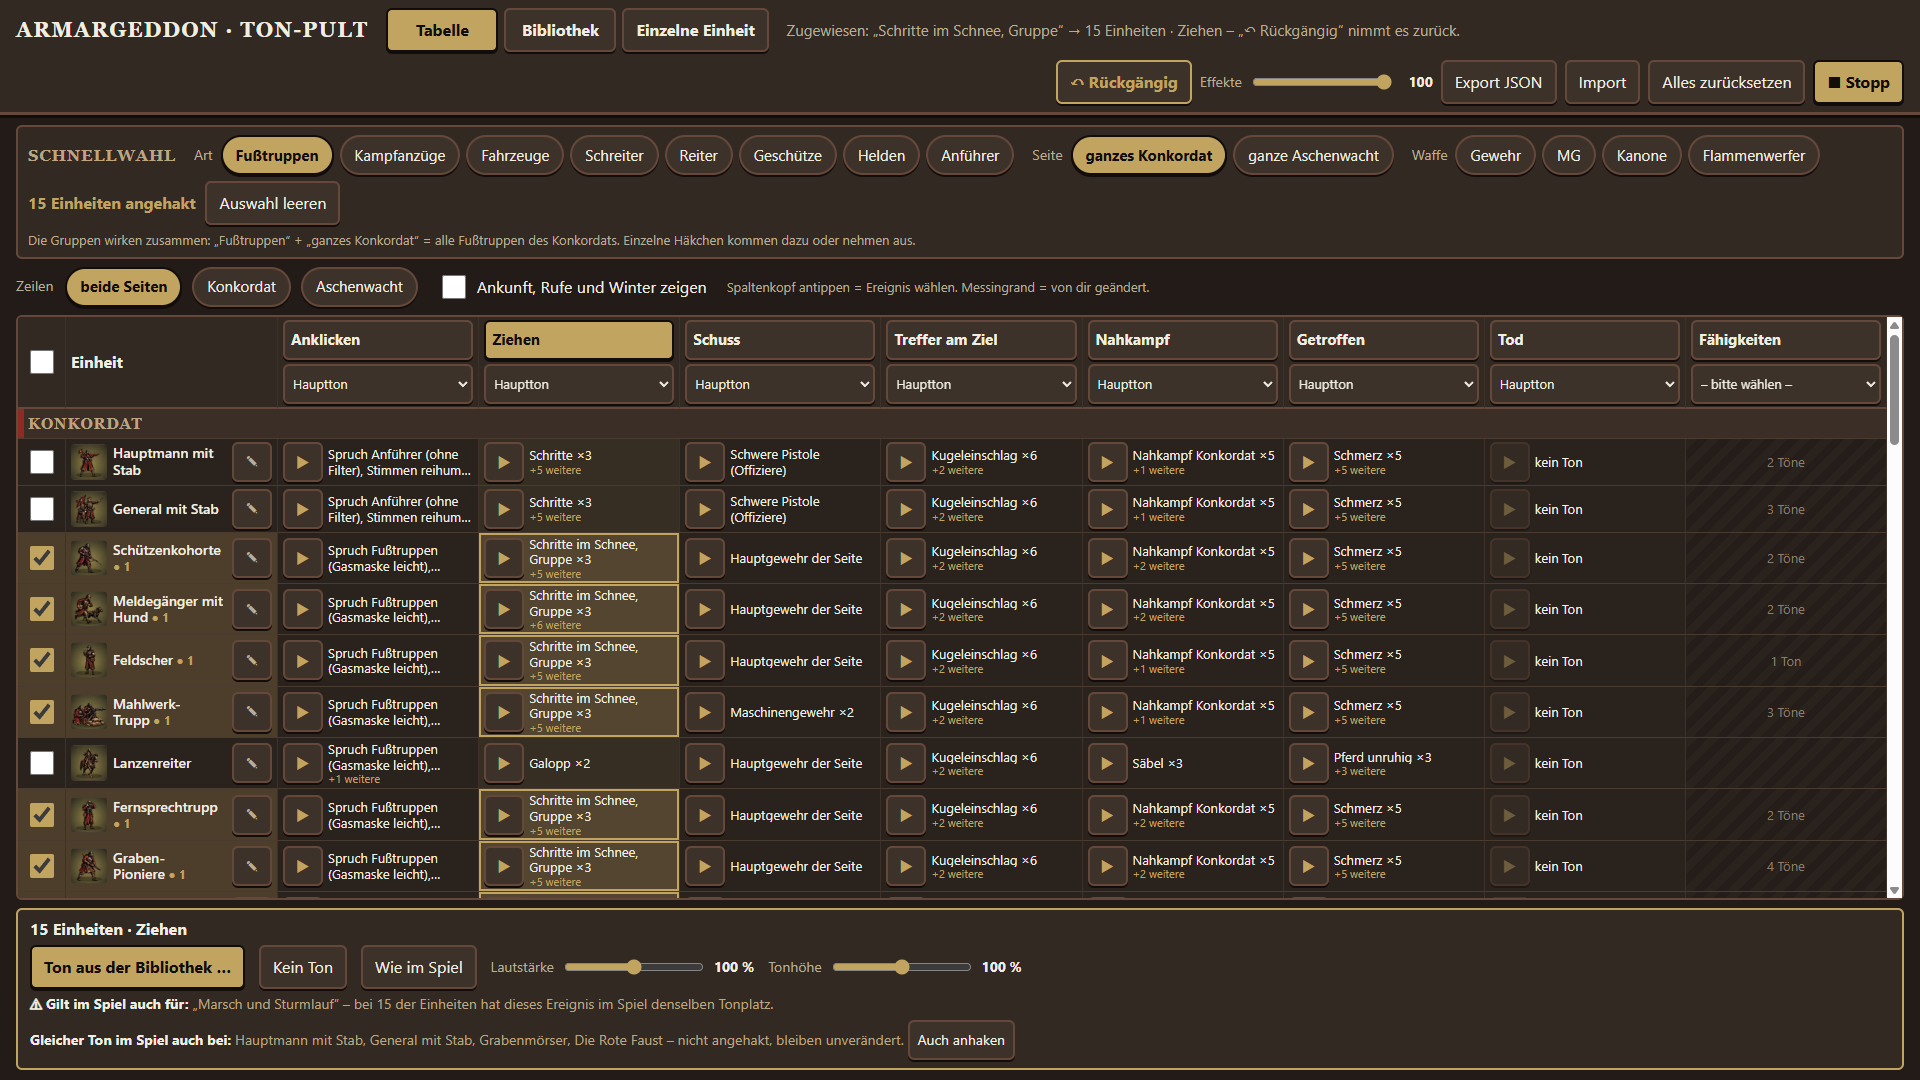 ARMARGEDDON · TON-PULT
Tabelle
Bibliothek
Einzelne Einheit
Zugewiesen: „Schritte im Schnee, Gruppe“ → 15 Einheiten · Ziehen – „↶ Rückgängig“ nimmt es zurück.
↶ Rückgängig
Effekte
100
Export JSON
Import
Alles zurücksetzen
■ Stopp
SCHNELLWAHL
Art
Fußtruppen
Kampfanzüge
Fahrzeuge
Schreiter
Reiter
Geschütze
Helden
Anführer
Seite
ganzes Konkordat
ganze Aschenwacht
Waffe
Gewehr
MG
Kanone
Flammenwerfer
15 Einheiten angehakt
Auswahl leeren
Die Gruppen wirken zusammen: „Fußtruppen“ + „ganzes Konkordat“ = alle Fußtruppen des Konkordats. Einzelne Häkchen kommen dazu oder nehmen aus.
Zeilen
beide Seiten
Konkordat
Aschenwacht
Ankunft, Rufe und Winter zeigen
Spaltenkopf antippen = Ereignis wählen. Messingrand = von dir geändert.
Einheit
Anklicken
Ziehen
Schuss
Treffer am Ziel
Nahkampf
Getroffen
Tod
Fähigkeiten
Hauptton
Hauptton
Hauptton
Hauptton
Hauptton
Hauptton
Hauptton
– bitte wählen –
KONKORDAT
Hauptmann mit
Stab
Spruch Anführer (ohne
Filter), Stimmen reihum...
Schritte ×3
+5 weitere
Schwere Pistole
(Offiziere)
Kugeleinschlag ×6
+2 weitere
Nahkampf Konkordat ×5
+1 weitere
Schmerz ×5
+5 weitere
kein Ton
2 Töne
General mit Stab
Spruch Anführer (ohne
Filter), Stimmen reihum...
Schritte ×3
+5 weitere
Schwere Pistole
(Offiziere)
Kugeleinschlag ×6
+2 weitere
Nahkampf Konkordat ×5
+1 weitere
Schmerz ×5
+5 weitere
kein Ton
3 Töne
Schützenkohorte
● 1
Spruch Fußtruppen
(Gasmaske leicht),...
Schritte im Schnee,
Gruppe ×3
+5 weitere
Hauptgewehr der Seite
Kugeleinschlag ×6
+2 weitere
Nahkampf Konkordat ×5
+2 weitere
Schmerz ×5
+5 weitere
kein Ton
2 Töne
Meldegänger mit
Hund ● 1
Spruch Fußtruppen
(Gasmaske leicht),...
Schritte im Schnee,
Gruppe ×3
+6 weitere
Hauptgewehr der Seite
Kugeleinschlag ×6
+2 weitere
Nahkampf Konkordat ×5
+2 weitere
Schmerz ×5
+5 weitere
kein Ton
2 Töne
Feldscher ● 1
Spruch Fußtruppen
(Gasmaske leicht),...
Schritte im Schnee,
Gruppe ×3
+5 weitere
Hauptgewehr der Seite
Kugeleinschlag ×6
+2 weitere
Nahkampf Konkordat ×5
+1 weitere
Schmerz ×5
+5 weitere
kein Ton
1 Ton
Mahlwerk-
Trupp ● 1
Spruch Fußtruppen
(Gasmaske leicht),...
Schritte im Schnee,
Gruppe ×3
+5 weitere
Maschinengewehr ×2
Kugeleinschlag ×6
+2 weitere
Nahkampf Konkordat ×5
+1 weitere
Schmerz ×5
+5 weitere
kein Ton
3 Töne
Lanzenreiter
Spruch Fußtruppen
(Gasmaske leicht),...
+1 weitere
Galopp ×2
Hauptgewehr der Seite
Kugeleinschlag ×6
+2 weitere
Säbel ×3
Pferd unruhig ×3
+3 weitere
kein Ton
Fernsprechtrupp
● 1
Spruch Fußtruppen
(Gasmaske leicht),...
Schritte im Schnee,
Gruppe ×3
+5 weitere
Hauptgewehr der Seite
Kugeleinschlag ×6
+2 weitere
Nahkampf Konkordat ×5
+2 weitere
Schmerz ×5
+5 weitere
kein Ton
2 Töne
Graben-
Pioniere ● 1
Spruch Fußtruppen
(Gasmaske leicht),...
Schritte im Schnee,
Gruppe ×3
+5 weitere
Hauptgewehr der Seite
Kugeleinschlag ×6
+2 weitere
Nahkampf Konkordat ×5
+2 weitere
Schmerz ×5
+5 weitere
kein Ton
4 Töne
15 Einheiten · Ziehen
Ton aus der Bibliothek ...
Kein Ton
Wie im Spiel
Lautstärke
100 %
Tonhöhe
100 %
⚠ Gilt im Spiel auch für: „Marsch und Sturmlauf“ – bei 15 der Einheiten hat dieses Ereignis im Spiel denselben Tonplatz.
Gleicher Ton im Spiel auch bei: Hauptmann mit Stab, General mit Stab, Grabenmörser, Die Rote Faust – nicht angehakt, bleiben unverändert.
Auch anhaken